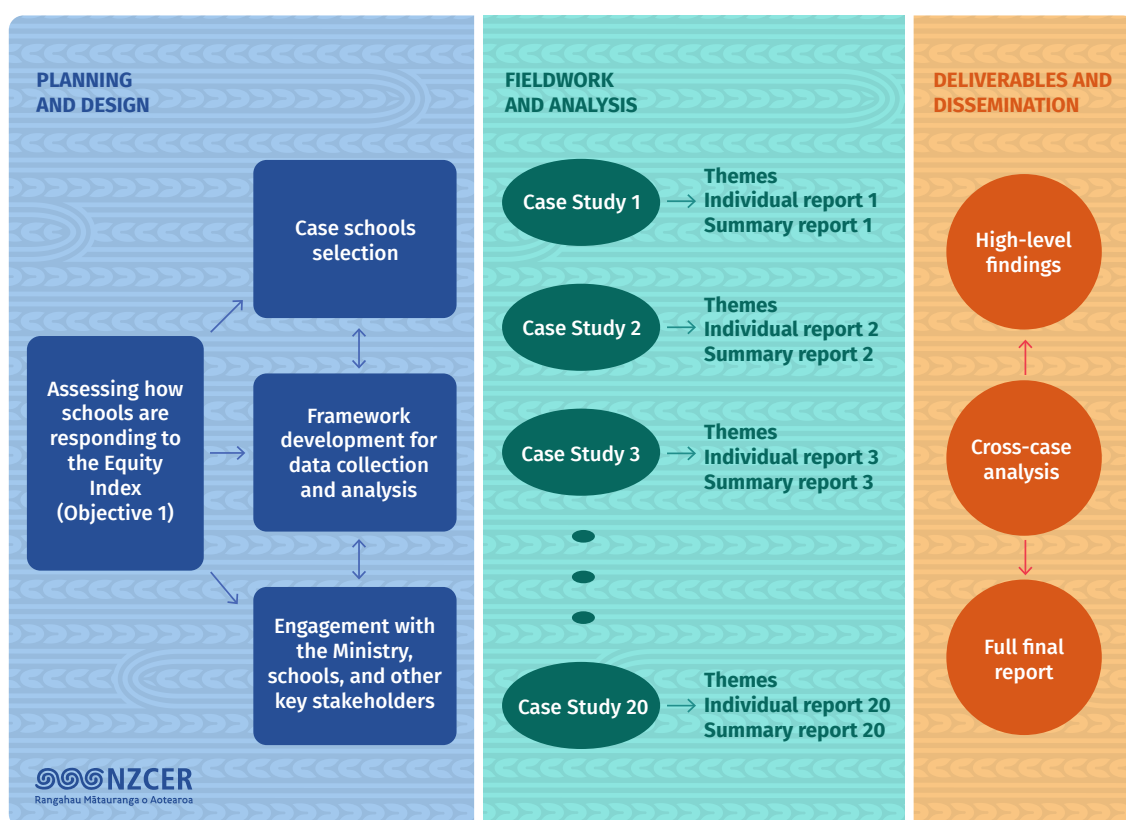 PLANNING
AND DESIGN
Case schools
selection
Assessing how
schools are
responding to
the Equity
Index
(Objective 1)
Framework
development for
data collection
and analysis
Engagement with
the Ministry,
schools, and other
key stakeholders
NZCER
Rangahau Mātauranga o Aotearoa
FIELDWORK
AND ANALYSIS
Case Study 1
Themes
Individual report 1
Summary report 1
Case Study 2
Themes
Individual report 2
Summary report 2
Case Study 3
Themes
Individual report 3
Summary report 3
Case Study 20
Themes
Individual report 20
Summary report 20
DELIVERABLES AND
DISSEMINATION
High-level
findings
Cross-case
analysis
Full final
report